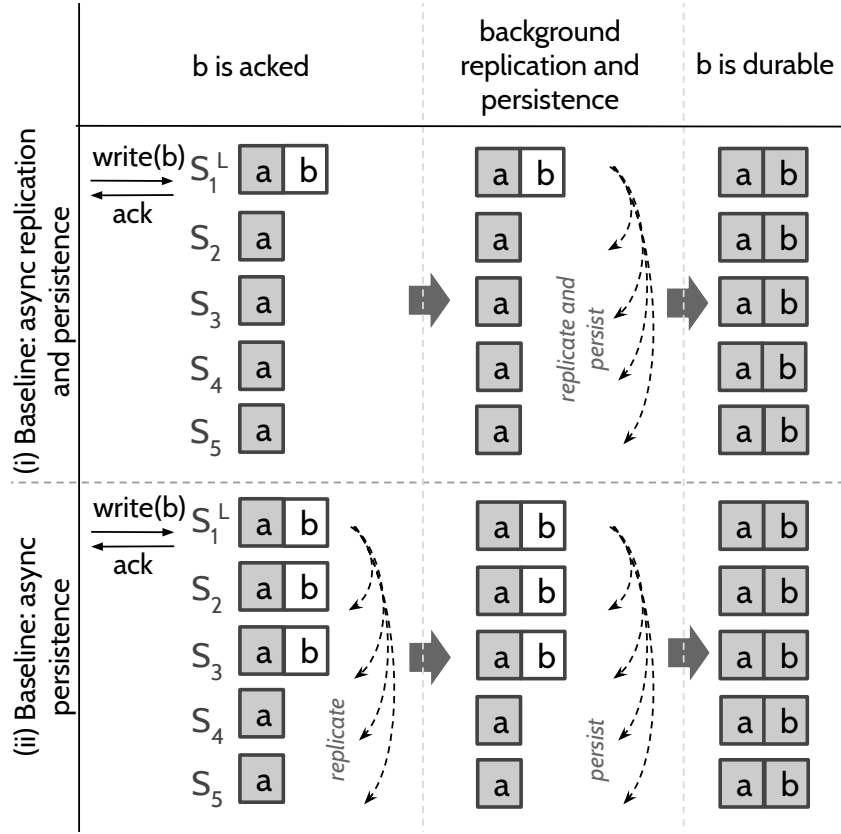 b is acked
background
replication and
persistence
b is durable
(i) Baseline: async replication
and persistence
write(b)
ack
S1L a b
S2 a
S3 a
S4 a
S5 a
a b
a
a
a
a
replicate and
persist
a b
a b
a b
a b
a b
(ii) Baseline: async
persistence
write(b)
ack
S1L a b
S2 a b
S3 a b
S4 a
S5 a
replicate
a b
a b
a b
a
a
persist
a b
a b
a b
a b
a b